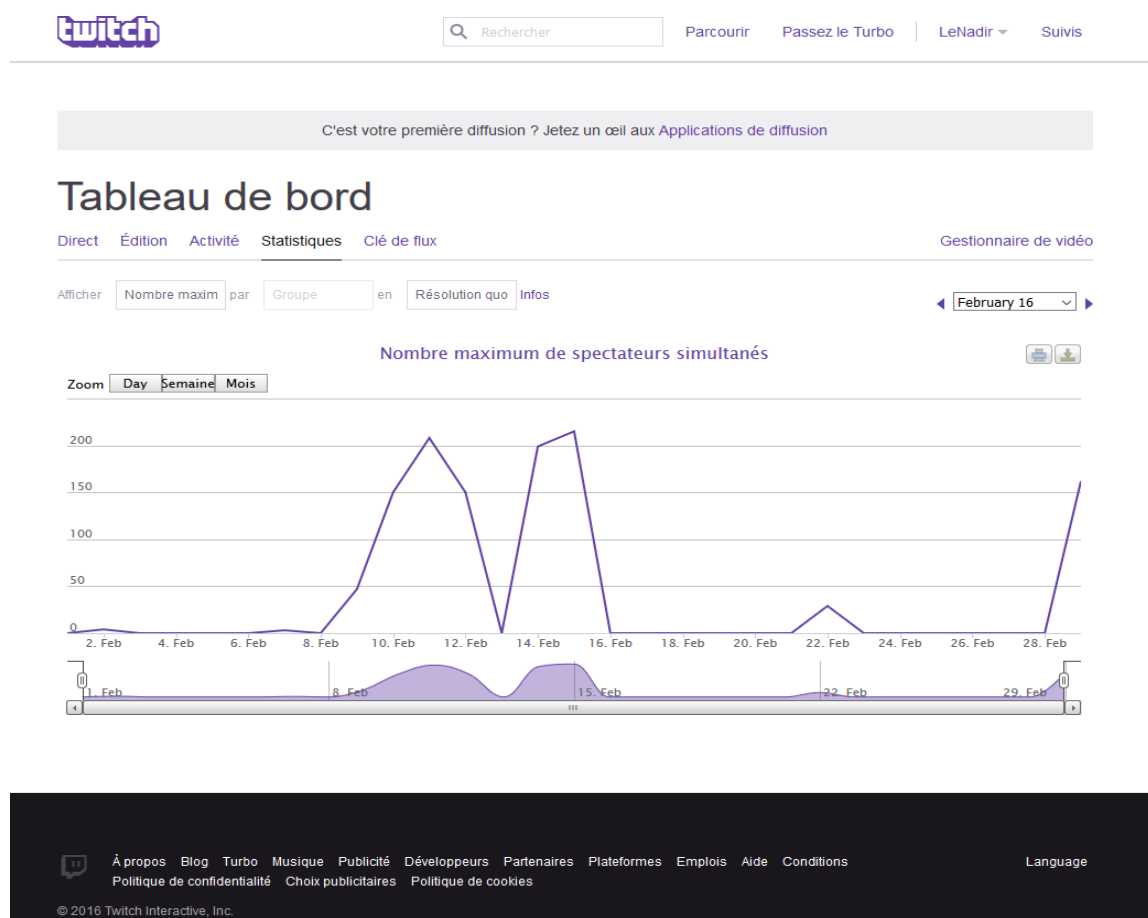 twitch Rechercher Parcourir Passez le Turbo LeNadir Suivis
C'est votre première diffusion ? Jetez un œil aux Applications de diffusion
Tableau de bord
Direct Édition Activité Statistiques Clé de flux Gestionnaire de vidéo
Afficher Nombre maxim par Groupe en Résolution quo Infos February 16
Nombre maximum de spectateurs simultanés
Zoom Day Semaine Mois
200
150
100
50
0
2. Feb 4. Feb 6. Feb 8. Feb 10. Feb 12. Feb 14. Feb 16. Feb 18. Feb 20. Feb 22. Feb 24. Feb 26. Feb 28. Feb
1. Feb 8. Feb 15. Feb 22. Feb 29. Feb
À propos Blog Turbo Musique Publicité Développeurs Partenaires Plateformes Emplois Aide Conditions Language
Politique de confidentialité Choix publicitaires Politique de cookies
© 2016 Twitch Interactive, Inc.